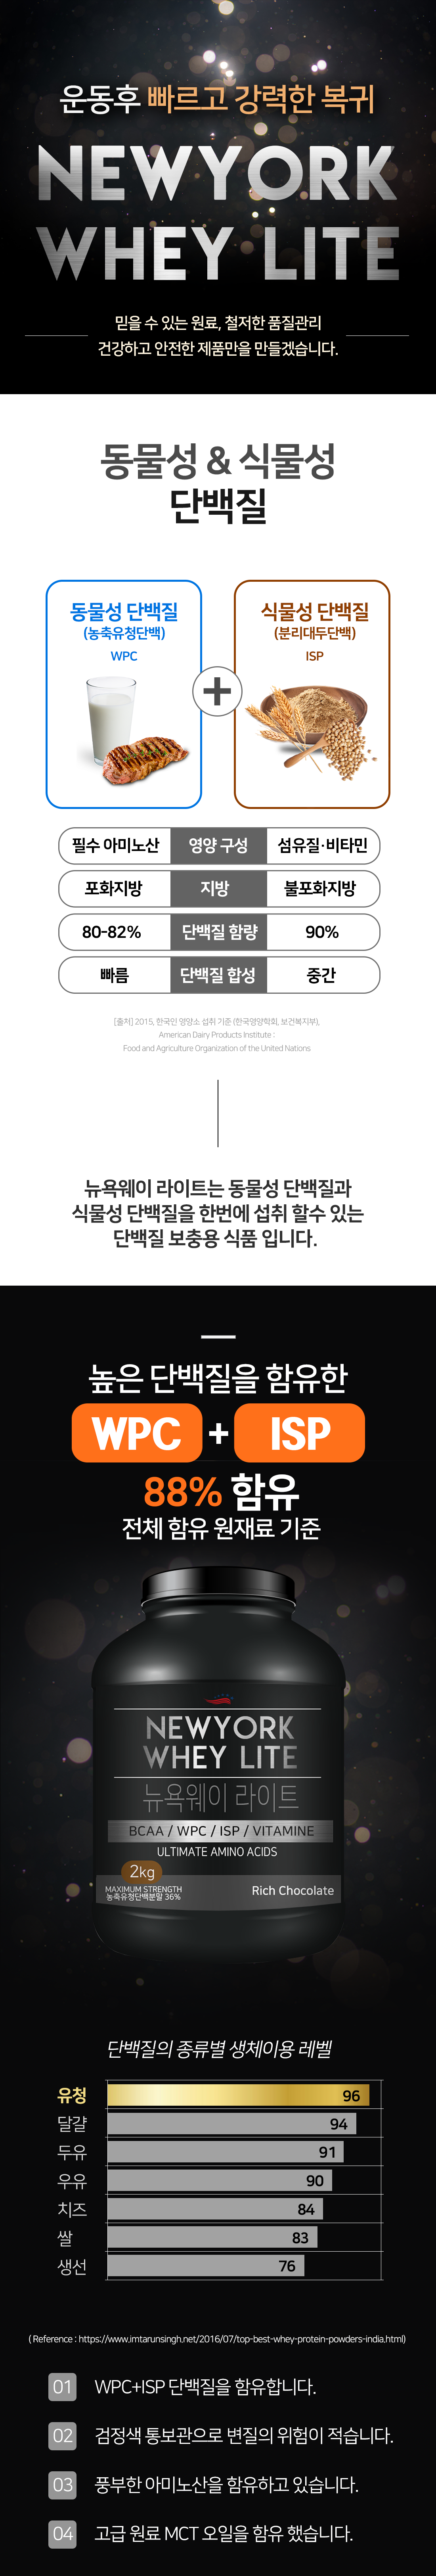 운동후 빠르고 강력한 복귀
NEWYORK
WHEY LITE
믿을 수 있는 원료, 철저한 품질관리
건강하고 안전한 제품만을 만들겠습니다.
동물성 & 식물성
단백질
동물성 단백질
(농축유청단백)
WPC
+
식물성 단백질
(분리대두단백)
ISP
필수 아미노산 영양 구성 섬유질·비타민
포화지방 지방 불포화지방
80-82% 단백질 함량 90%
빠름 단백질 합성 중간
[출처] 2015, 한국인 영양소 섭취 기준 (한국영양학회, 보건복지부),
American Dairy Products Institute :
Food and Agriculture Organization of the United Nations
뉴욕웨이 라이트는 동물성 단백질과
식물성 단백질을 한번에 섭취 할수 있는
단백질 보충용 식품 입니다.
높은 단백질을 함유한
WPC + ISP
88% 함유
전체 함유 원재료 기준
NEWYORK
WHEY LITE
뉴욕웨이 라이트
BCAA / WPC / ISP / VITAMINE
ULTIMATE AMINO ACIDS
2kg
MAXIMUM STRENGTH
농축유청단백분말 36%
Rich Chocolate
단백질의 종류별 생체이용 레벨
유청 96
달걀 94
두유 91
우유 90
치즈 84
쌀 83
생선 76
( Reference : https://www.imtarunsingh.net/2016/07/top-best-whey-protein-powders-india.html)
01 WPC+ISP 단백질을 함유합니다.
02 검정색 통보관으로 변질의 위험이 적습니다.
03 풍부한 아미노산을 함유하고 있습니다.
04 고급 원료 MCT 오일을 함유 했습니다.